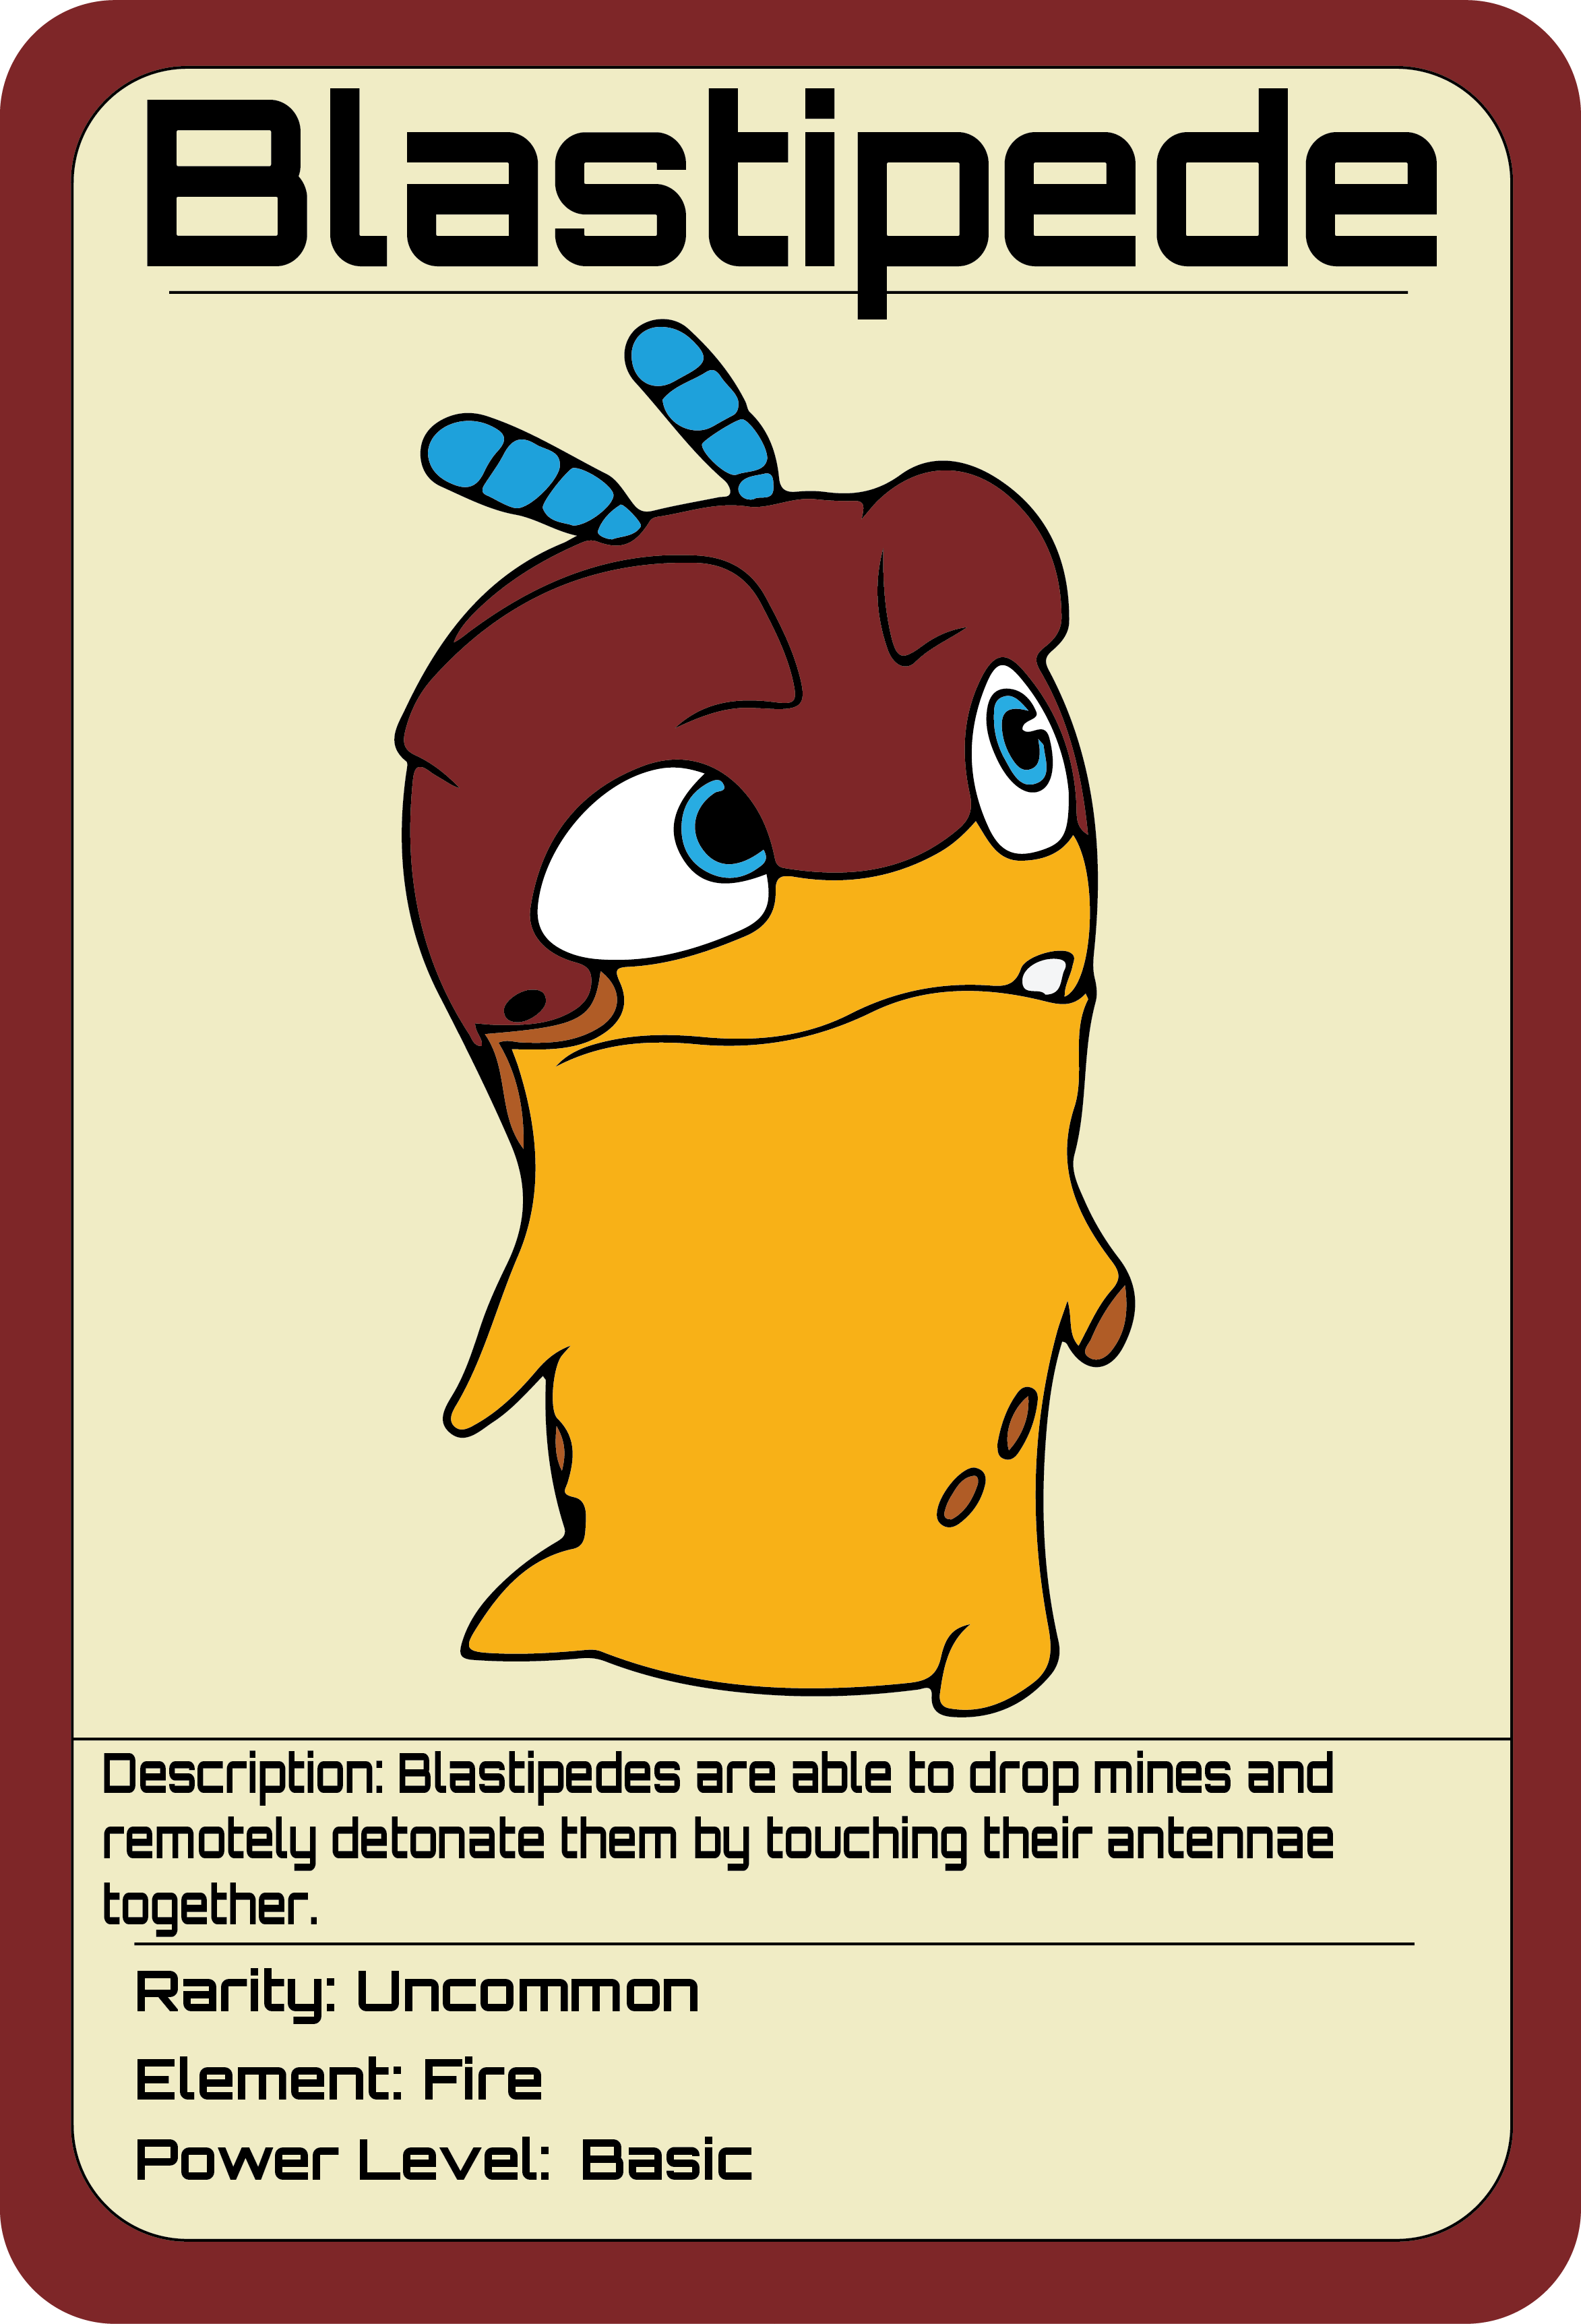 Blastipede
Description: Blastipedes are able to drop mines and
remotely detonate them by touching their antennae
together.
Rarity: Uncommon
Element: Fire
Power Level: Basic